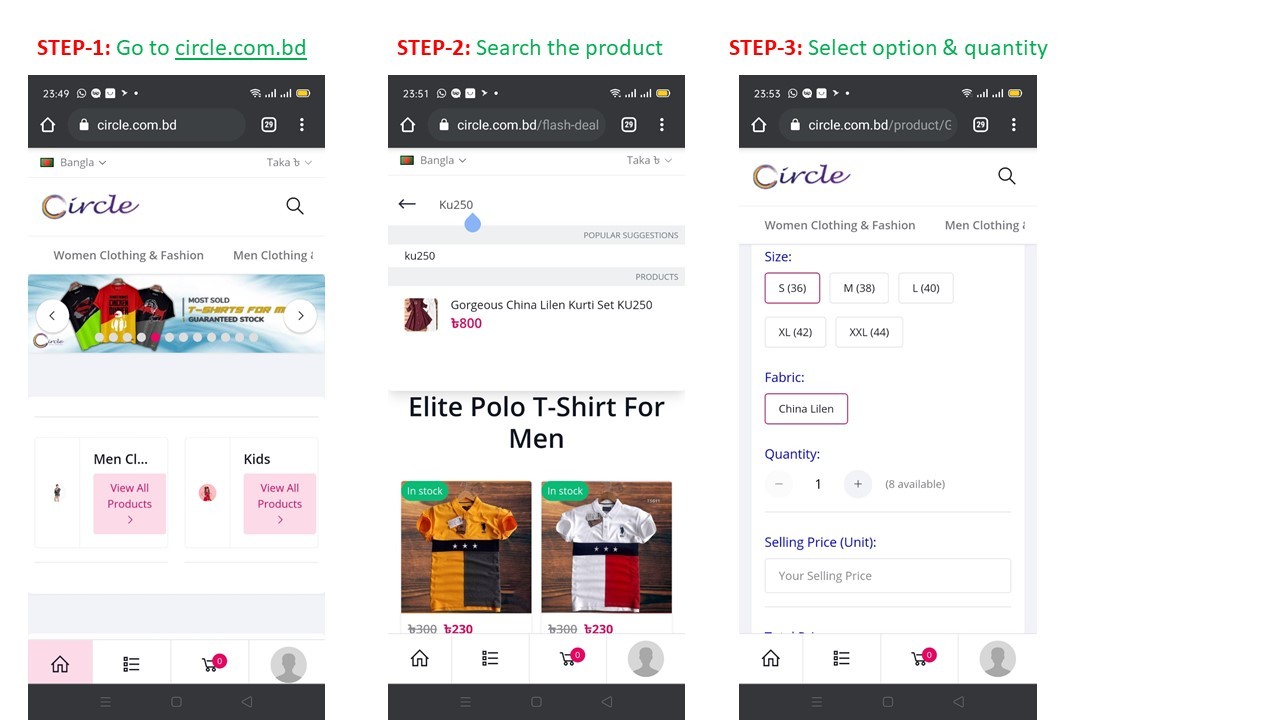 STEP-1: Go to circle.com.bd
23:49
circle.com.bd
29
Bangla
Taka ৳
Circle
Women Clothing & Fashion
Men Clothing &
MOST SOLD
T-SHIRTS FOR M
GUARANTEED STOCK
Circle
Men Cl...
View All
Products
Kids
View All
Products
0
STEP-2: Search the product
23:51
circle.com.bd/flash-deal
29
Bangla
Taka ৳
Ku250
POPULAR SUGGESTIONS
ku250
PRODUCTS
Gorgeous China Lilen Kurti Set KU250
৳800
Elite Polo T-Shirt For
Men
In stock
In stock
৳300 ৳230
৳300 ৳230
0
STEP-3: Select option & quantity
23:53
circle.com.bd/product/G
29
Circle
Women Clothing & Fashion
Men Clothing &
Size:
S (36)
M (38)
L (40)
XL (42)
XXL (44)
Fabric:
China Lilen
Quantity:
− 1 + (8 available)
Selling Price (Unit):
Your Selling Price
0